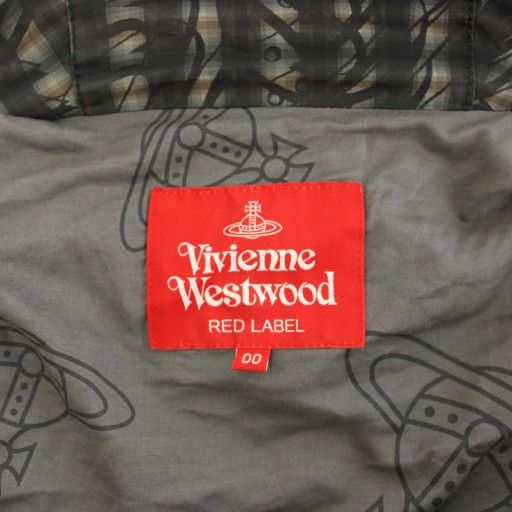 Vivienne
Westwood
RED LABEL
00